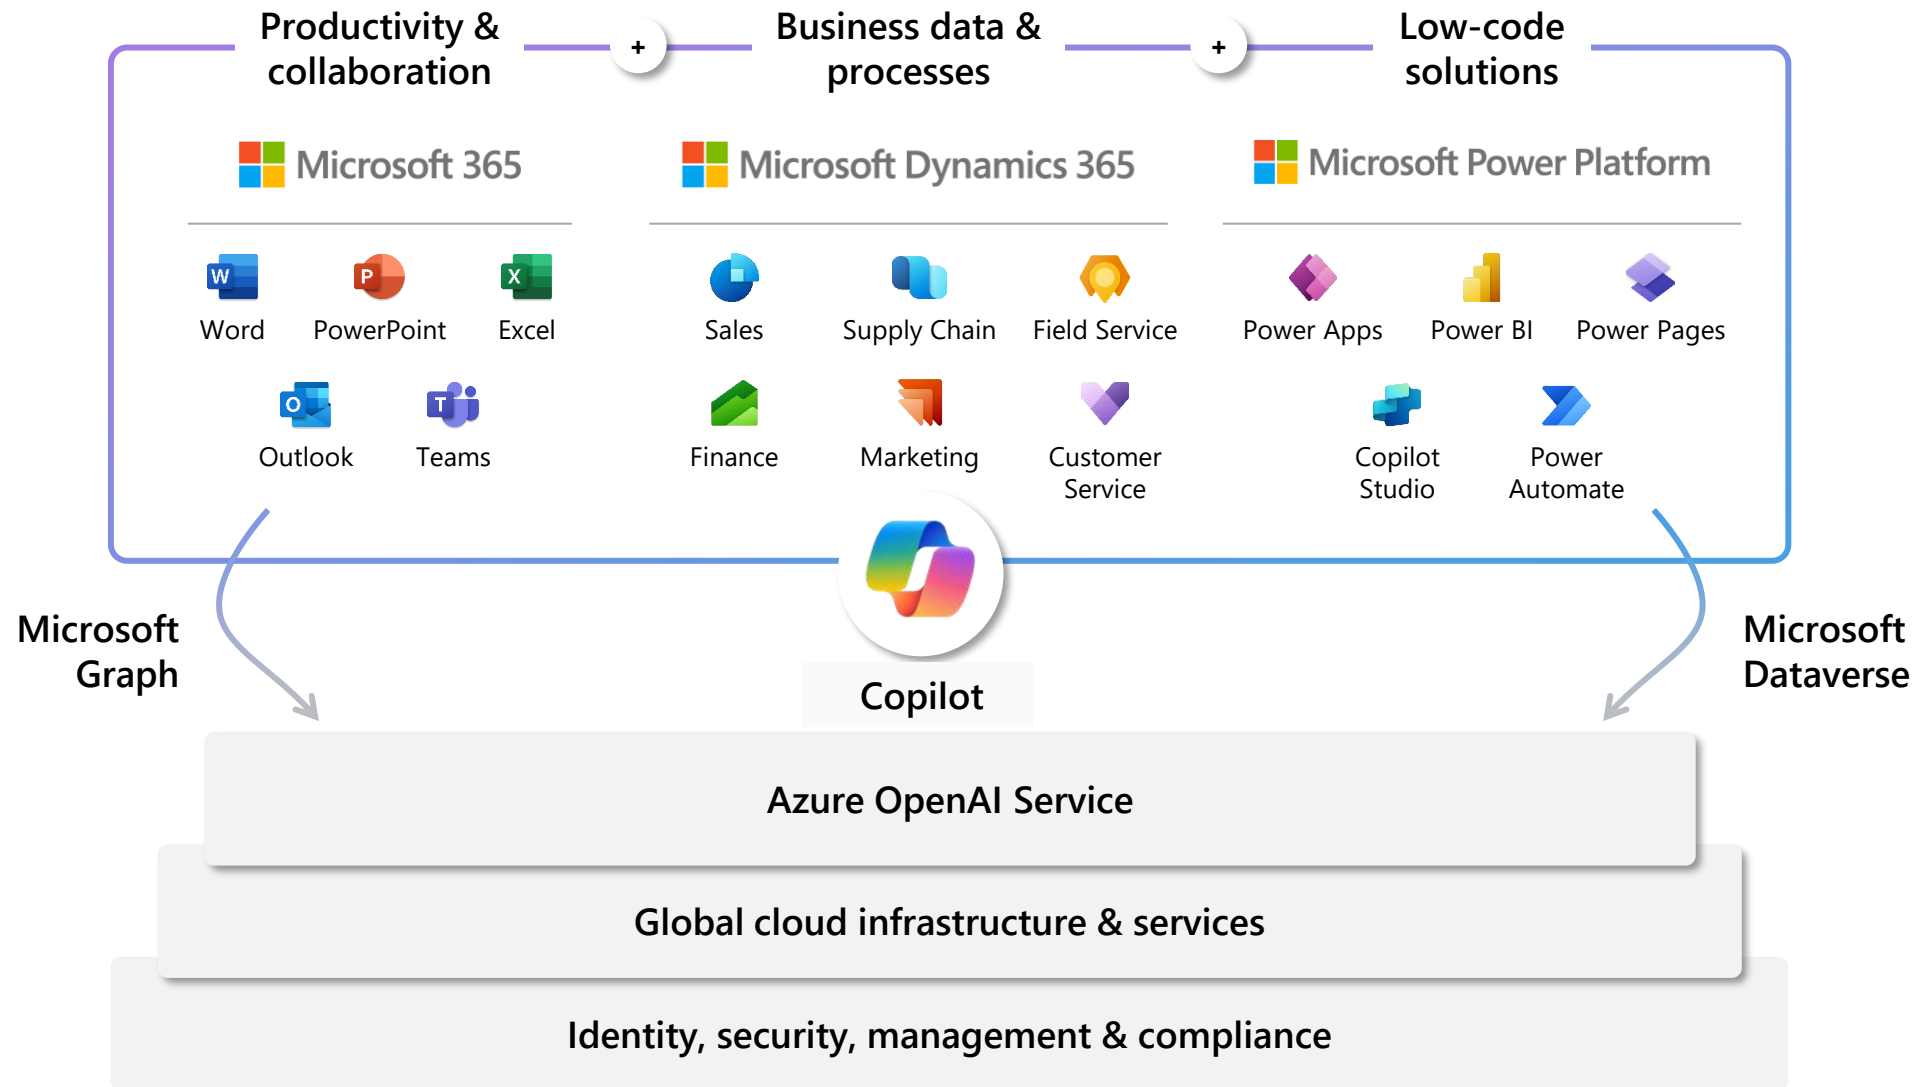 Productivity &
collaboration
+
Business data &
processes
+
Low-code
solutions
Microsoft 365
Microsoft Dynamics 365
Microsoft Power Platform
W
P
X
Word
PowerPoint
Excel
Sales
Supply Chain
Field Service
Power Apps
Power BI
Power Pages
O
T
Outlook
Teams
Finance
Marketing
Customer
Service
Copilot
Studio
Power
Automate
Microsoft
Graph
Copilot
Microsoft
Dataverse
Azure OpenAI Service
Global cloud infrastructure & services
Identity, security, management & compliance